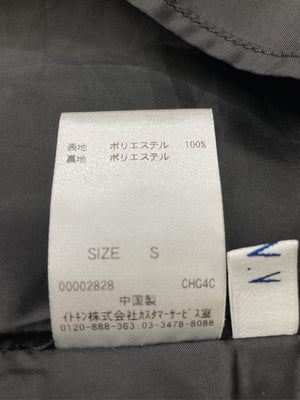 表地 ポリエステル 100%
裏地 ポリエステル
SIZE S
00002828 CHG4C
中国製
イトキン株式会社カスタマーサービス室
0120-888-363:03-3478-8088